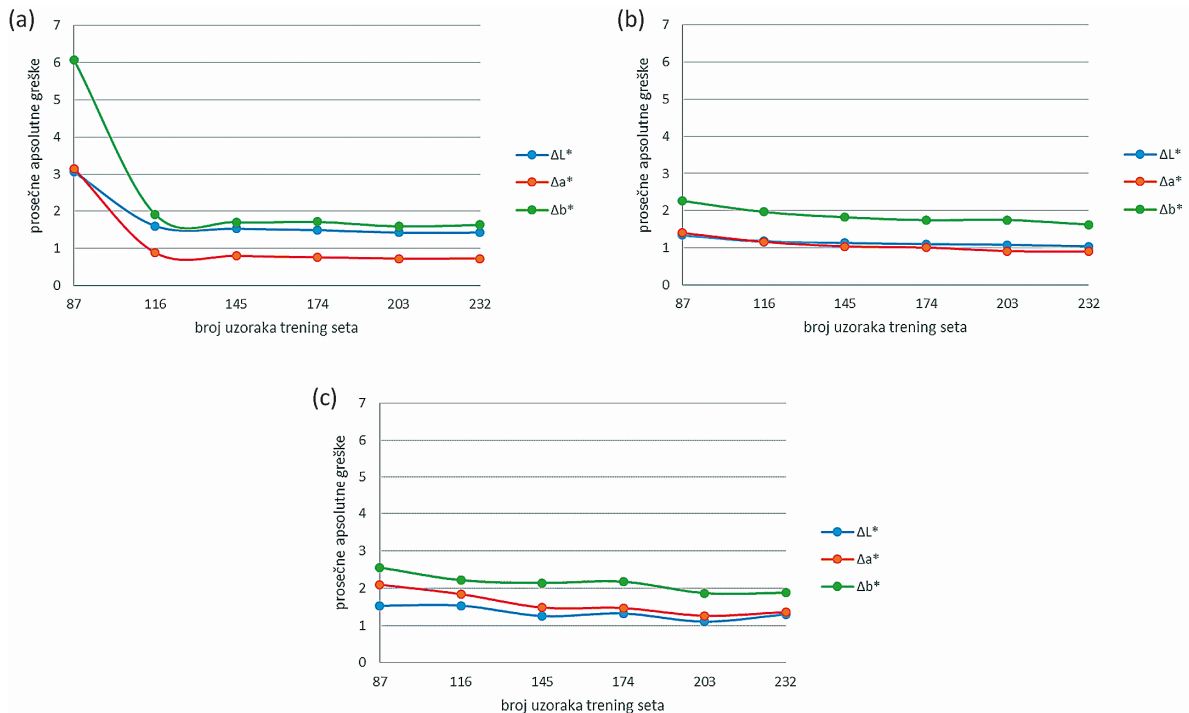 (a)
prosečne apsolutne greške
7
6
5
4
3
2
1
0
87 116 145 174 203 232
broj uzoraka trening seta
ΔL*
Δa*
Δb*
(b)
prosečne apsolutne greške
7
6
5
4
3
2
1
0
87 116 145 174 203 232
broj uzoraka trening seta
ΔL*
Δa*
Δb*
(c)
prosečne apsolutne greške
7
6
5
4
3
2
1
0
87 116 145 174 203 232
broj uzoraka trening seta
ΔL*
Δa*
Δb*